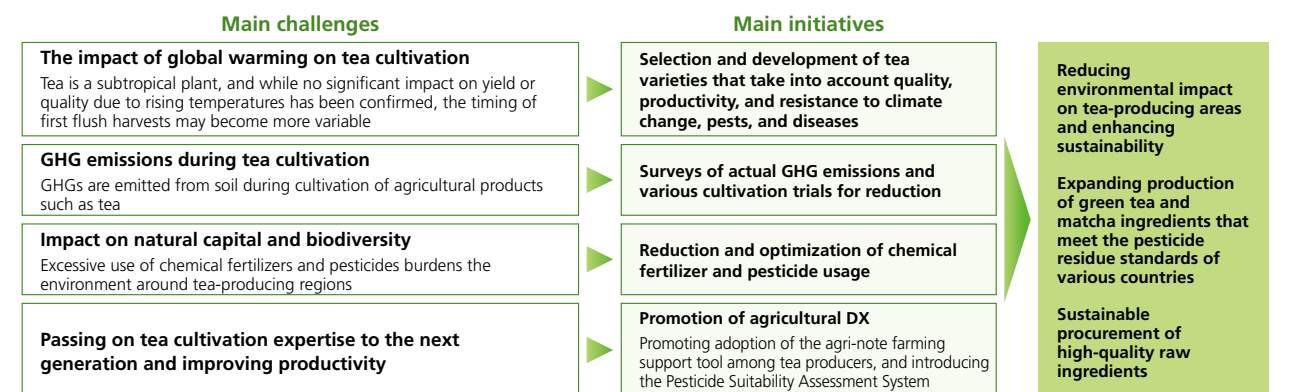 Main challenges
Main initiatives
The impact of global warming on tea cultivation
Tea is a subtropical plant, and while no significant impact on yield or
quality due to rising temperatures has been confirmed, the timing of
first flush harvests may become more variable
Selection and development of tea
varieties that take into account quality,
productivity, and resistance to climate
change, pests, and diseases
GHG emissions during tea cultivation
GHGs are emitted from soil during cultivation of agricultural products
such as tea
Surveys of actual GHG emissions and
various cultivation trials for reduction
Impact on natural capital and biodiversity
Excessive use of chemical fertilizers and pesticides burdens the
environment around tea-producing regions
Reduction and optimization of chemical
fertilizer and pesticide usage
Passing on tea cultivation expertise to the next
generation and improving productivity
Promotion of agricultural DX
Promoting adoption of the agri-note farming
support tool among tea producers, and introducing
the Pesticide Suitability Assessment System
Reducing
environmental impact
on tea-producing areas
and enhancing
sustainability
Expanding production
of green tea and
matcha ingredients that
meet the pesticide
residue standards of
various countries
Sustainable
procurement of
high-quality raw
ingredients